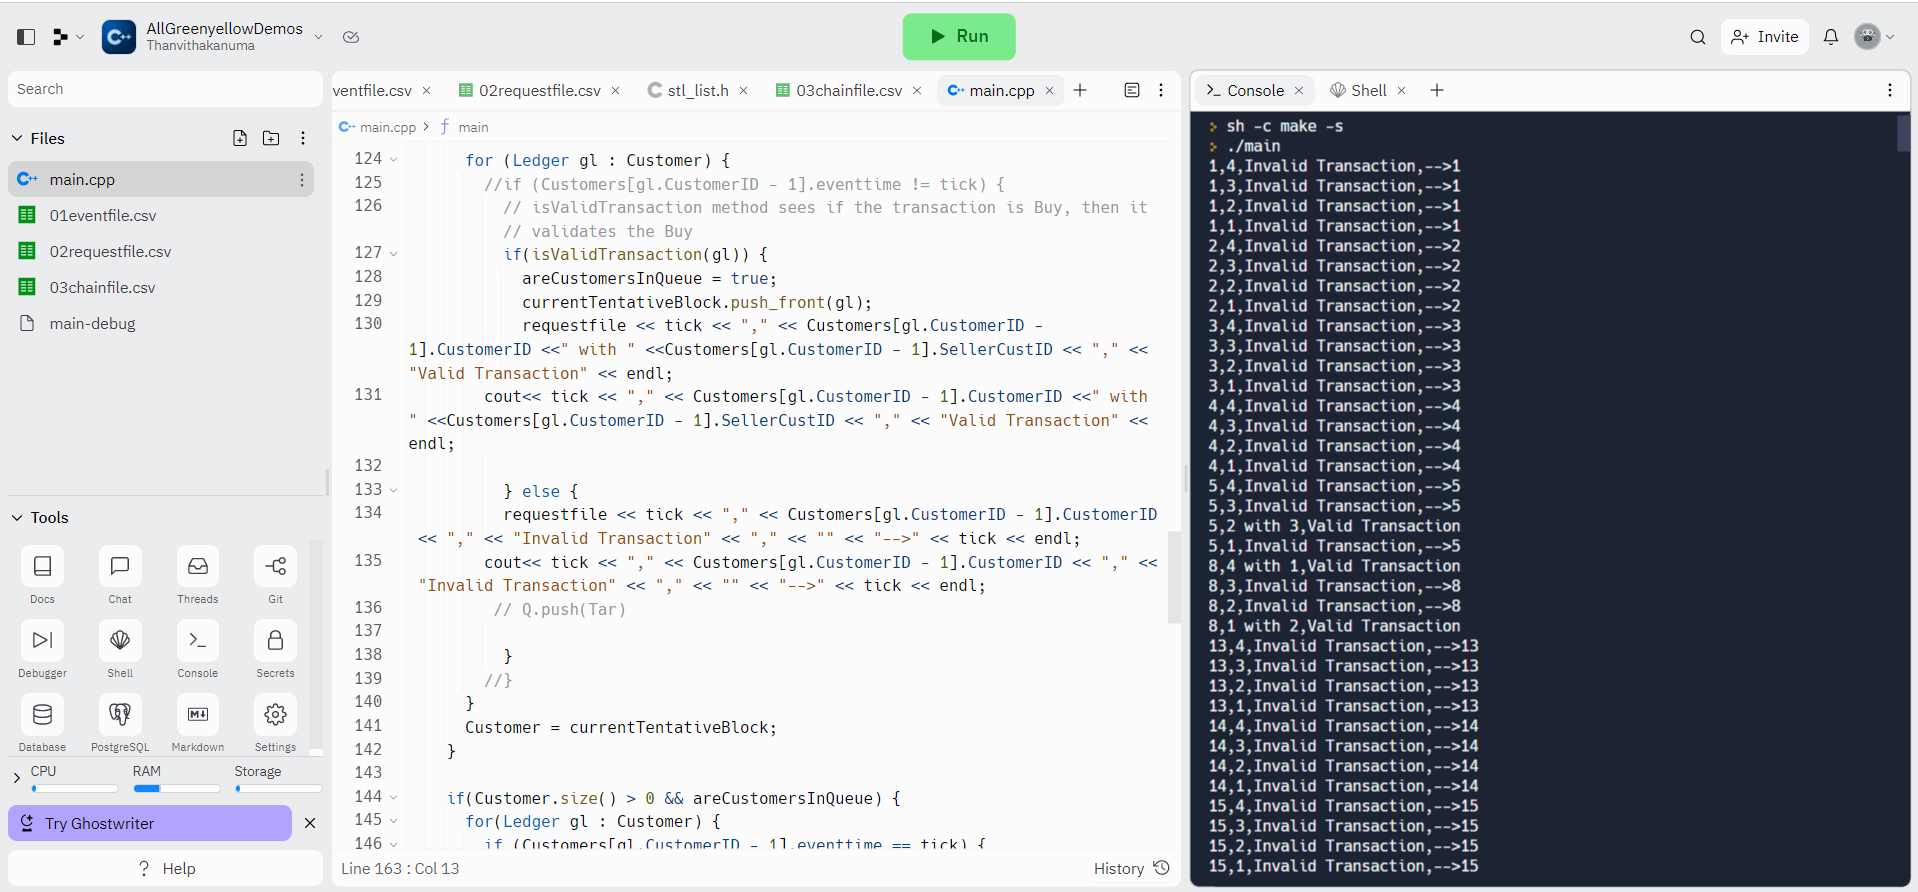 AllGreenyellowDemos
Thanvithakanuma
Run
Invite
Search
Files
main.cpp
01eventfile.csv
02requestfile.csv
03chainfile.csv
main-debug
Tools
Docs Chat Threads Git
Debugger Shell Console Secrets
Database PostgreSQL Markdown Settings
CPU RAM Storage
Try Ghostwriter
? Help
ventfile.csv 02requestfile.csv stl_list.h 03chainfile.csv main.cpp
main.cpp > main
124 for (Ledger gl : Customer) {
125 //if (Customers[gl.CustomerID - 1].eventtime != tick) {
126 // isValidTransaction method sees if the transaction is Buy, then it
// validates the Buy
127 if(isValidTransaction(gl)) {
128 areCustomersInQueue = true;
129 currentTentativeBlock.push_front(gl);
130 requestfile << tick << "," << Customers[gl.CustomerID -
1].CustomerID <<" with " <<Customers[gl.CustomerID - 1].SellerCustID << "," <<
"Valid Transaction" << endl;
131 cout<< tick << "," << Customers[gl.CustomerID - 1].CustomerID <<" with
" <<Customers[gl.CustomerID - 1].SellerCustID << "," << "Valid Transaction" <<
endl;
132
133 } else {
134 requestfile << tick << "," << Customers[gl.CustomerID - 1].CustomerID
<< "," << "Invalid Transaction" << "," << "" << "-->" << tick << endl;
135 cout<< tick << "," << Customers[gl.CustomerID - 1].CustomerID << "," <<
"Invalid Transaction" << "," << "" << "-->" << tick << endl;
136 // Q.push(Tar)
137
138 }
139 //}
140 }
141 Customer = currentTentativeBlock;
142 }
143
144 if(Customer.size() > 0 && areCustomersInQueue) {
145 for(Ledger gl : Customer) {
146 if (Customers[gl.CustomerID - 1].eventtime == tick) {
Line 163 : Col 13
History
Console Shell
sh -c make -s
./main
1,4,Invalid Transaction,-->1
1,3,Invalid Transaction,-->1
1,2,Invalid Transaction,-->1
1,1,Invalid Transaction,-->1
2,4,Invalid Transaction,-->2
2,3,Invalid Transaction,-->2
2,2,Invalid Transaction,-->2
2,1,Invalid Transaction,-->2
3,4,Invalid Transaction,-->3
3,3,Invalid Transaction,-->3
3,2,Invalid Transaction,-->3
3,1,Invalid Transaction,-->3
4,4,Invalid Transaction,-->4
4,3,Invalid Transaction,-->4
4,2,Invalid Transaction,-->4
4,1,Invalid Transaction,-->4
5,4,Invalid Transaction,-->5
5,3,Invalid Transaction,-->5
5,2 with 3,Valid Transaction
5,1,Invalid Transaction,-->5
8,4 with 1,Valid Transaction
8,3,Invalid Transaction,-->8
8,2,Invalid Transaction,-->8
8,1 with 2,Valid Transaction
13,4,Invalid Transaction,-->13
13,3,Invalid Transaction,-->13
13,2,Invalid Transaction,-->13
13,1,Invalid Transaction,-->13
14,4,Invalid Transaction,-->14
14,3,Invalid Transaction,-->14
14,2,Invalid Transaction,-->14
14,1,Invalid Transaction,-->14
15,4,Invalid Transaction,-->15
15,3,Invalid Transaction,-->15
15,2,Invalid Transaction,-->15
15,1,Invalid Transaction,-->15